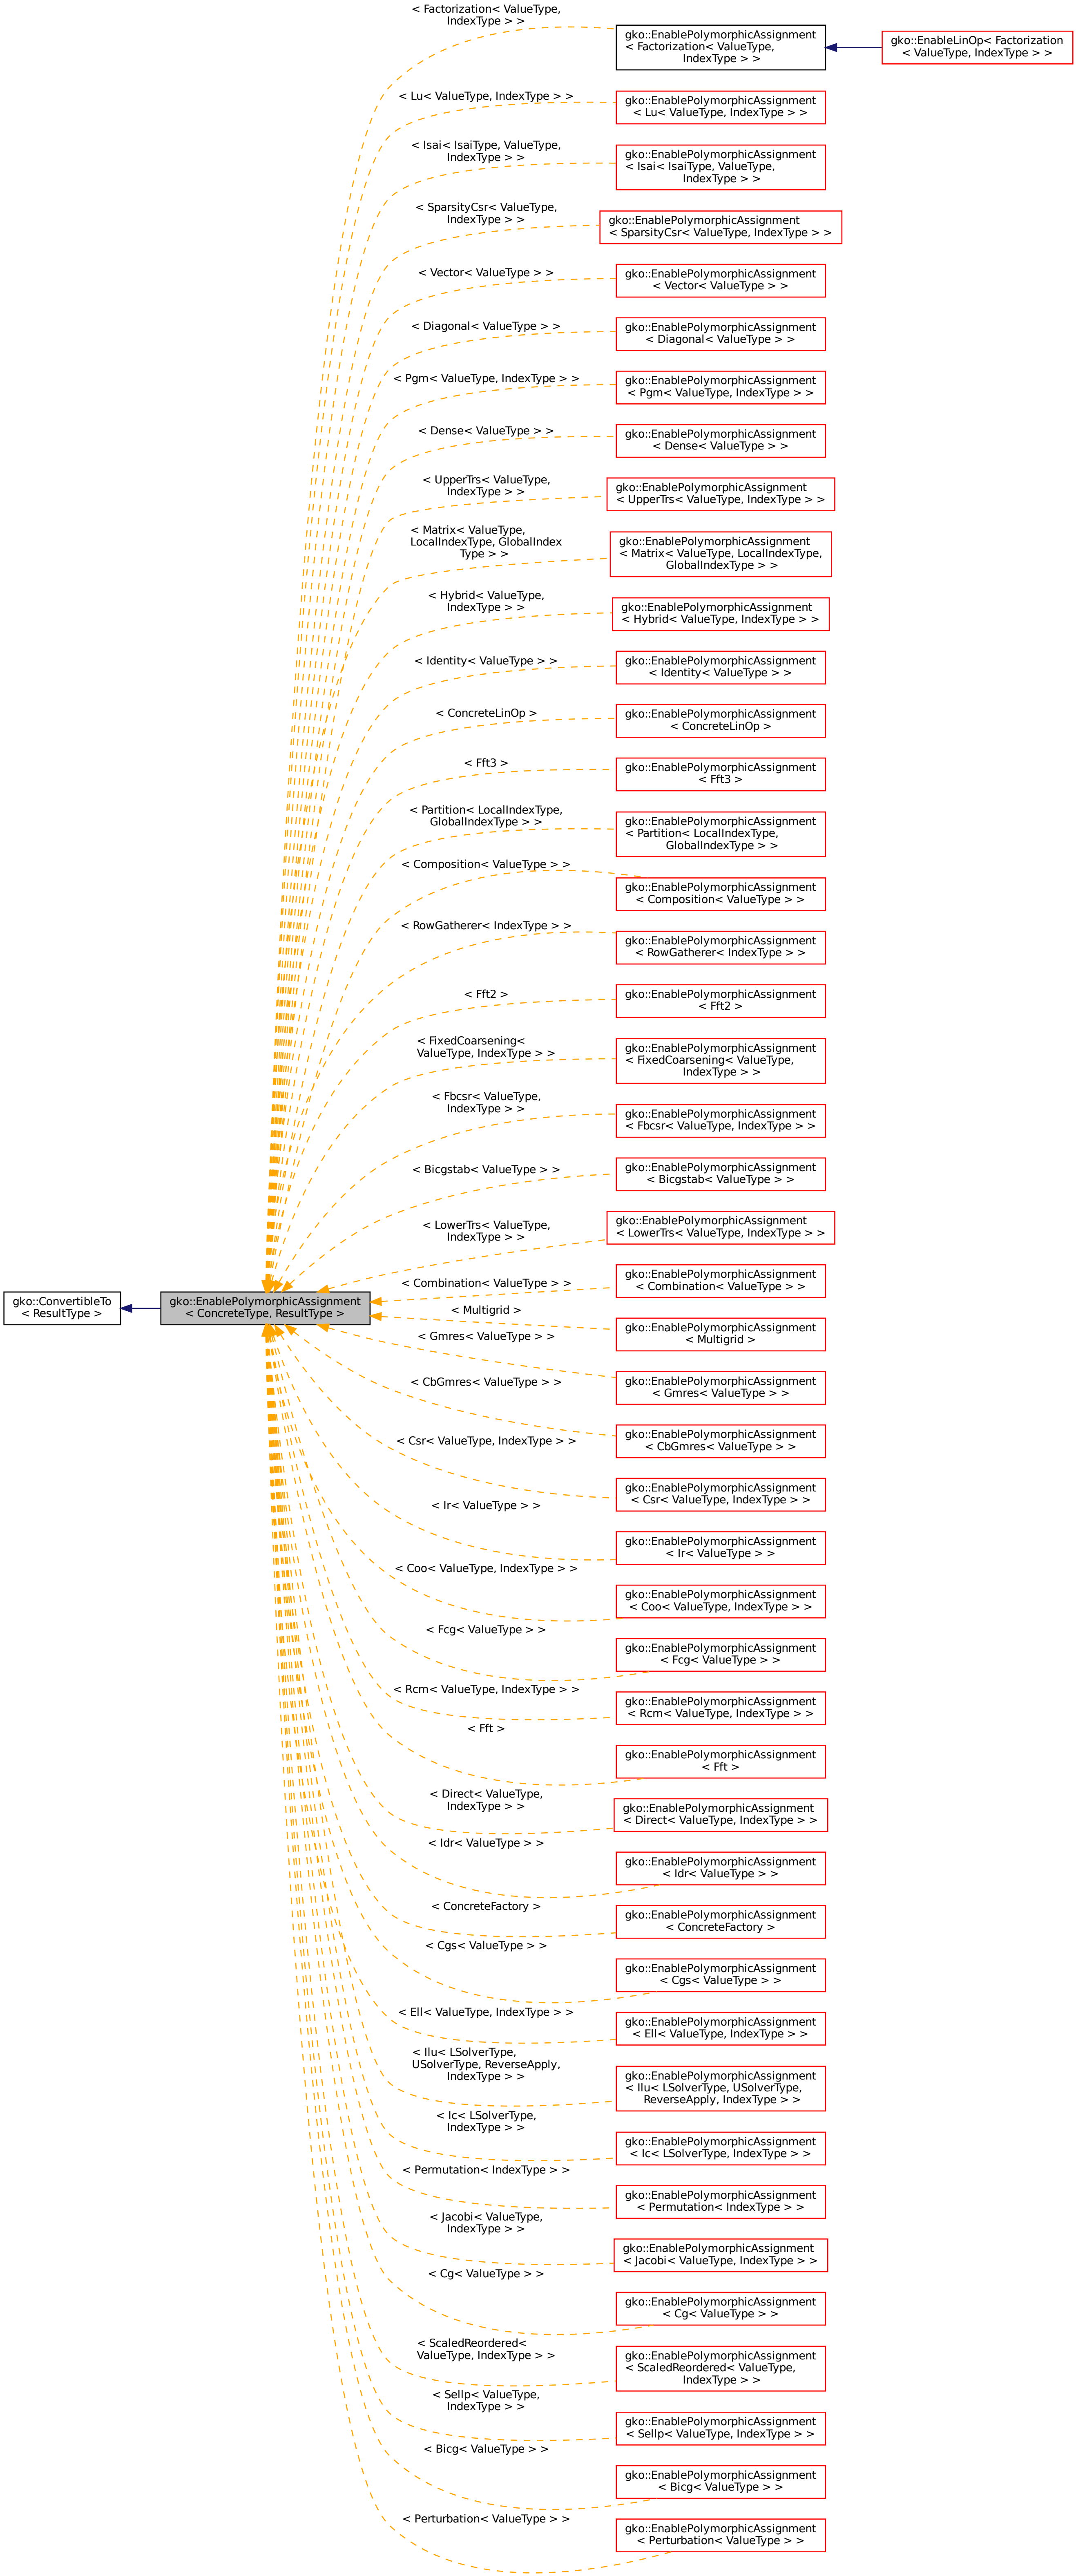 < Factorization< ValueType,
IndexType > >
gko::EnablePolymorphicAssignment
< Factorization< ValueType,
IndexType > >
gko::EnableLinOp< Factorization
< ValueType, IndexType > >
< Lu< ValueType, IndexType > >
gko::EnablePolymorphicAssignment
< Lu< ValueType, IndexType > >
< Isai< IsaiType, ValueType,
IndexType > >
gko::EnablePolymorphicAssignment
< Isai< IsaiType, ValueType,
IndexType > >
< SparsityCsr< ValueType,
IndexType > >
gko::EnablePolymorphicAssignment
< SparsityCsr< ValueType, IndexType > >
< Vector< ValueType > >
gko::EnablePolymorphicAssignment
< Vector< ValueType > >
< Diagonal< ValueType > >
gko::EnablePolymorphicAssignment
< Diagonal< ValueType > >
< Pgm< ValueType, IndexType > >
gko::EnablePolymorphicAssignment
< Pgm< ValueType, IndexType > >
< Dense< ValueType > >
gko::EnablePolymorphicAssignment
< Dense< ValueType > >
< UpperTrs< ValueType,
IndexType > >
gko::EnablePolymorphicAssignment
< UpperTrs< ValueType, IndexType > >
< Matrix< ValueType,
LocalIndexType, GlobalIndex
Type > >
gko::EnablePolymorphicAssignment
< Matrix< ValueType, LocalIndexType,
GlobalIndexType > >
< Hybrid< ValueType,
IndexType > >
gko::EnablePolymorphicAssignment
< Hybrid< ValueType, IndexType > >
< Identity< ValueType > >
gko::EnablePolymorphicAssignment
< Identity< ValueType > >
< ConcreteLinOp >
gko::EnablePolymorphicAssignment
< ConcreteLinOp >
< Fft3 >
gko::EnablePolymorphicAssignment
< Fft3 >
< Partition< LocalIndexType,
GlobalIndexType > >
gko::EnablePolymorphicAssignment
< Partition< LocalIndexType,
GlobalIndexType > >
< Composition< ValueType > >
gko::EnablePolymorphicAssignment
< Composition< ValueType > >
< RowGatherer< IndexType > >
gko::EnablePolymorphicAssignment
< RowGatherer< IndexType > >
< Fft2 >
gko::EnablePolymorphicAssignment
< Fft2 >
< FixedCoarsening<
ValueType, IndexType > >
gko::EnablePolymorphicAssignment
< FixedCoarsening< ValueType,
IndexType > >
< Fbcsr< ValueType,
IndexType > >
gko::EnablePolymorphicAssignment
< Fbcsr< ValueType, IndexType > >
< Bicgstab< ValueType > >
gko::EnablePolymorphicAssignment
< Bicgstab< ValueType > >
< LowerTrs< ValueType,
IndexType > >
gko::EnablePolymorphicAssignment
< LowerTrs< ValueType, IndexType > >
gko::ConvertibleTo
< ResultType >
gko::EnablePolymorphicAssignment
< ConcreteType, ResultType >
< Combination< ValueType > >
gko::EnablePolymorphicAssignment
< Combination< ValueType > >
< Multigrid >
gko::EnablePolymorphicAssignment
< Multigrid >
< Gmres< ValueType > >
gko::EnablePolymorphicAssignment
< Gmres< ValueType > >
< CbGmres< ValueType > >
gko::EnablePolymorphicAssignment
< CbGmres< ValueType > >
< Csr< ValueType, IndexType > >
gko::EnablePolymorphicAssignment
< Csr< ValueType, IndexType > >
< Ir< ValueType > >
gko::EnablePolymorphicAssignment
< Ir< ValueType > >
< Coo< ValueType, IndexType > >
gko::EnablePolymorphicAssignment
< Coo< ValueType, IndexType > >
< Fcg< ValueType > >
gko::EnablePolymorphicAssignment
< Fcg< ValueType > >
< Rcm< ValueType, IndexType > >
gko::EnablePolymorphicAssignment
< Rcm< ValueType, IndexType > >
< Fft >
gko::EnablePolymorphicAssignment
< Fft >
< Direct< ValueType,
IndexType > >
gko::EnablePolymorphicAssignment
< Direct< ValueType, IndexType > >
< Idr< ValueType > >
gko::EnablePolymorphicAssignment
< Idr< ValueType > >
< ConcreteFactory >
gko::EnablePolymorphicAssignment
< ConcreteFactory >
< Cgs< ValueType > >
gko::EnablePolymorphicAssignment
< Cgs< ValueType > >
< Ell< ValueType, IndexType > >
gko::EnablePolymorphicAssignment
< Ell< ValueType, IndexType > >
< Ilu< LSolverType,
USolverType, ReverseApply,
IndexType > >
gko::EnablePolymorphicAssignment
< Ilu< LSolverType, USolverType,
ReverseApply, IndexType > >
< Ic< LSolverType,
IndexType > >
gko::EnablePolymorphicAssignment
< Ic< LSolverType, IndexType > >
< Permutation< IndexType > >
gko::EnablePolymorphicAssignment
< Permutation< IndexType > >
< Jacobi< ValueType,
IndexType > >
gko::EnablePolymorphicAssignment
< Jacobi< ValueType, IndexType > >
< Cg< ValueType > >
gko::EnablePolymorphicAssignment
< Cg< ValueType > >
< ScaledReordered<
ValueType, IndexType > >
gko::EnablePolymorphicAssignment
< ScaledReordered< ValueType,
IndexType > >
< Sellp< ValueType,
IndexType > >
gko::EnablePolymorphicAssignment
< Sellp< ValueType, IndexType > >
< Bicg< ValueType > >
gko::EnablePolymorphicAssignment
< Bicg< ValueType > >
< Perturbation< ValueType > >
gko::EnablePolymorphicAssignment
< Perturbation< ValueType > >